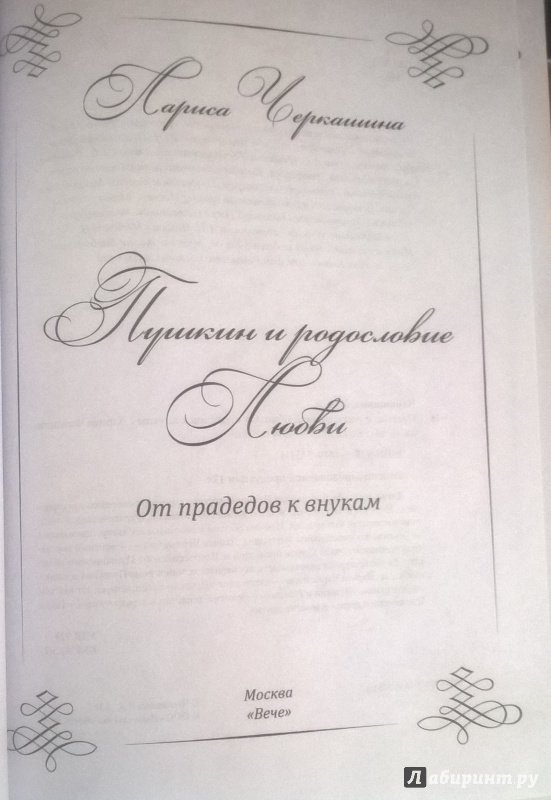 Лариса Черкашина
Пушкин и родословие
Любви
От прадедов к внукам
Москва
«Вече»
Лабиринт.ру